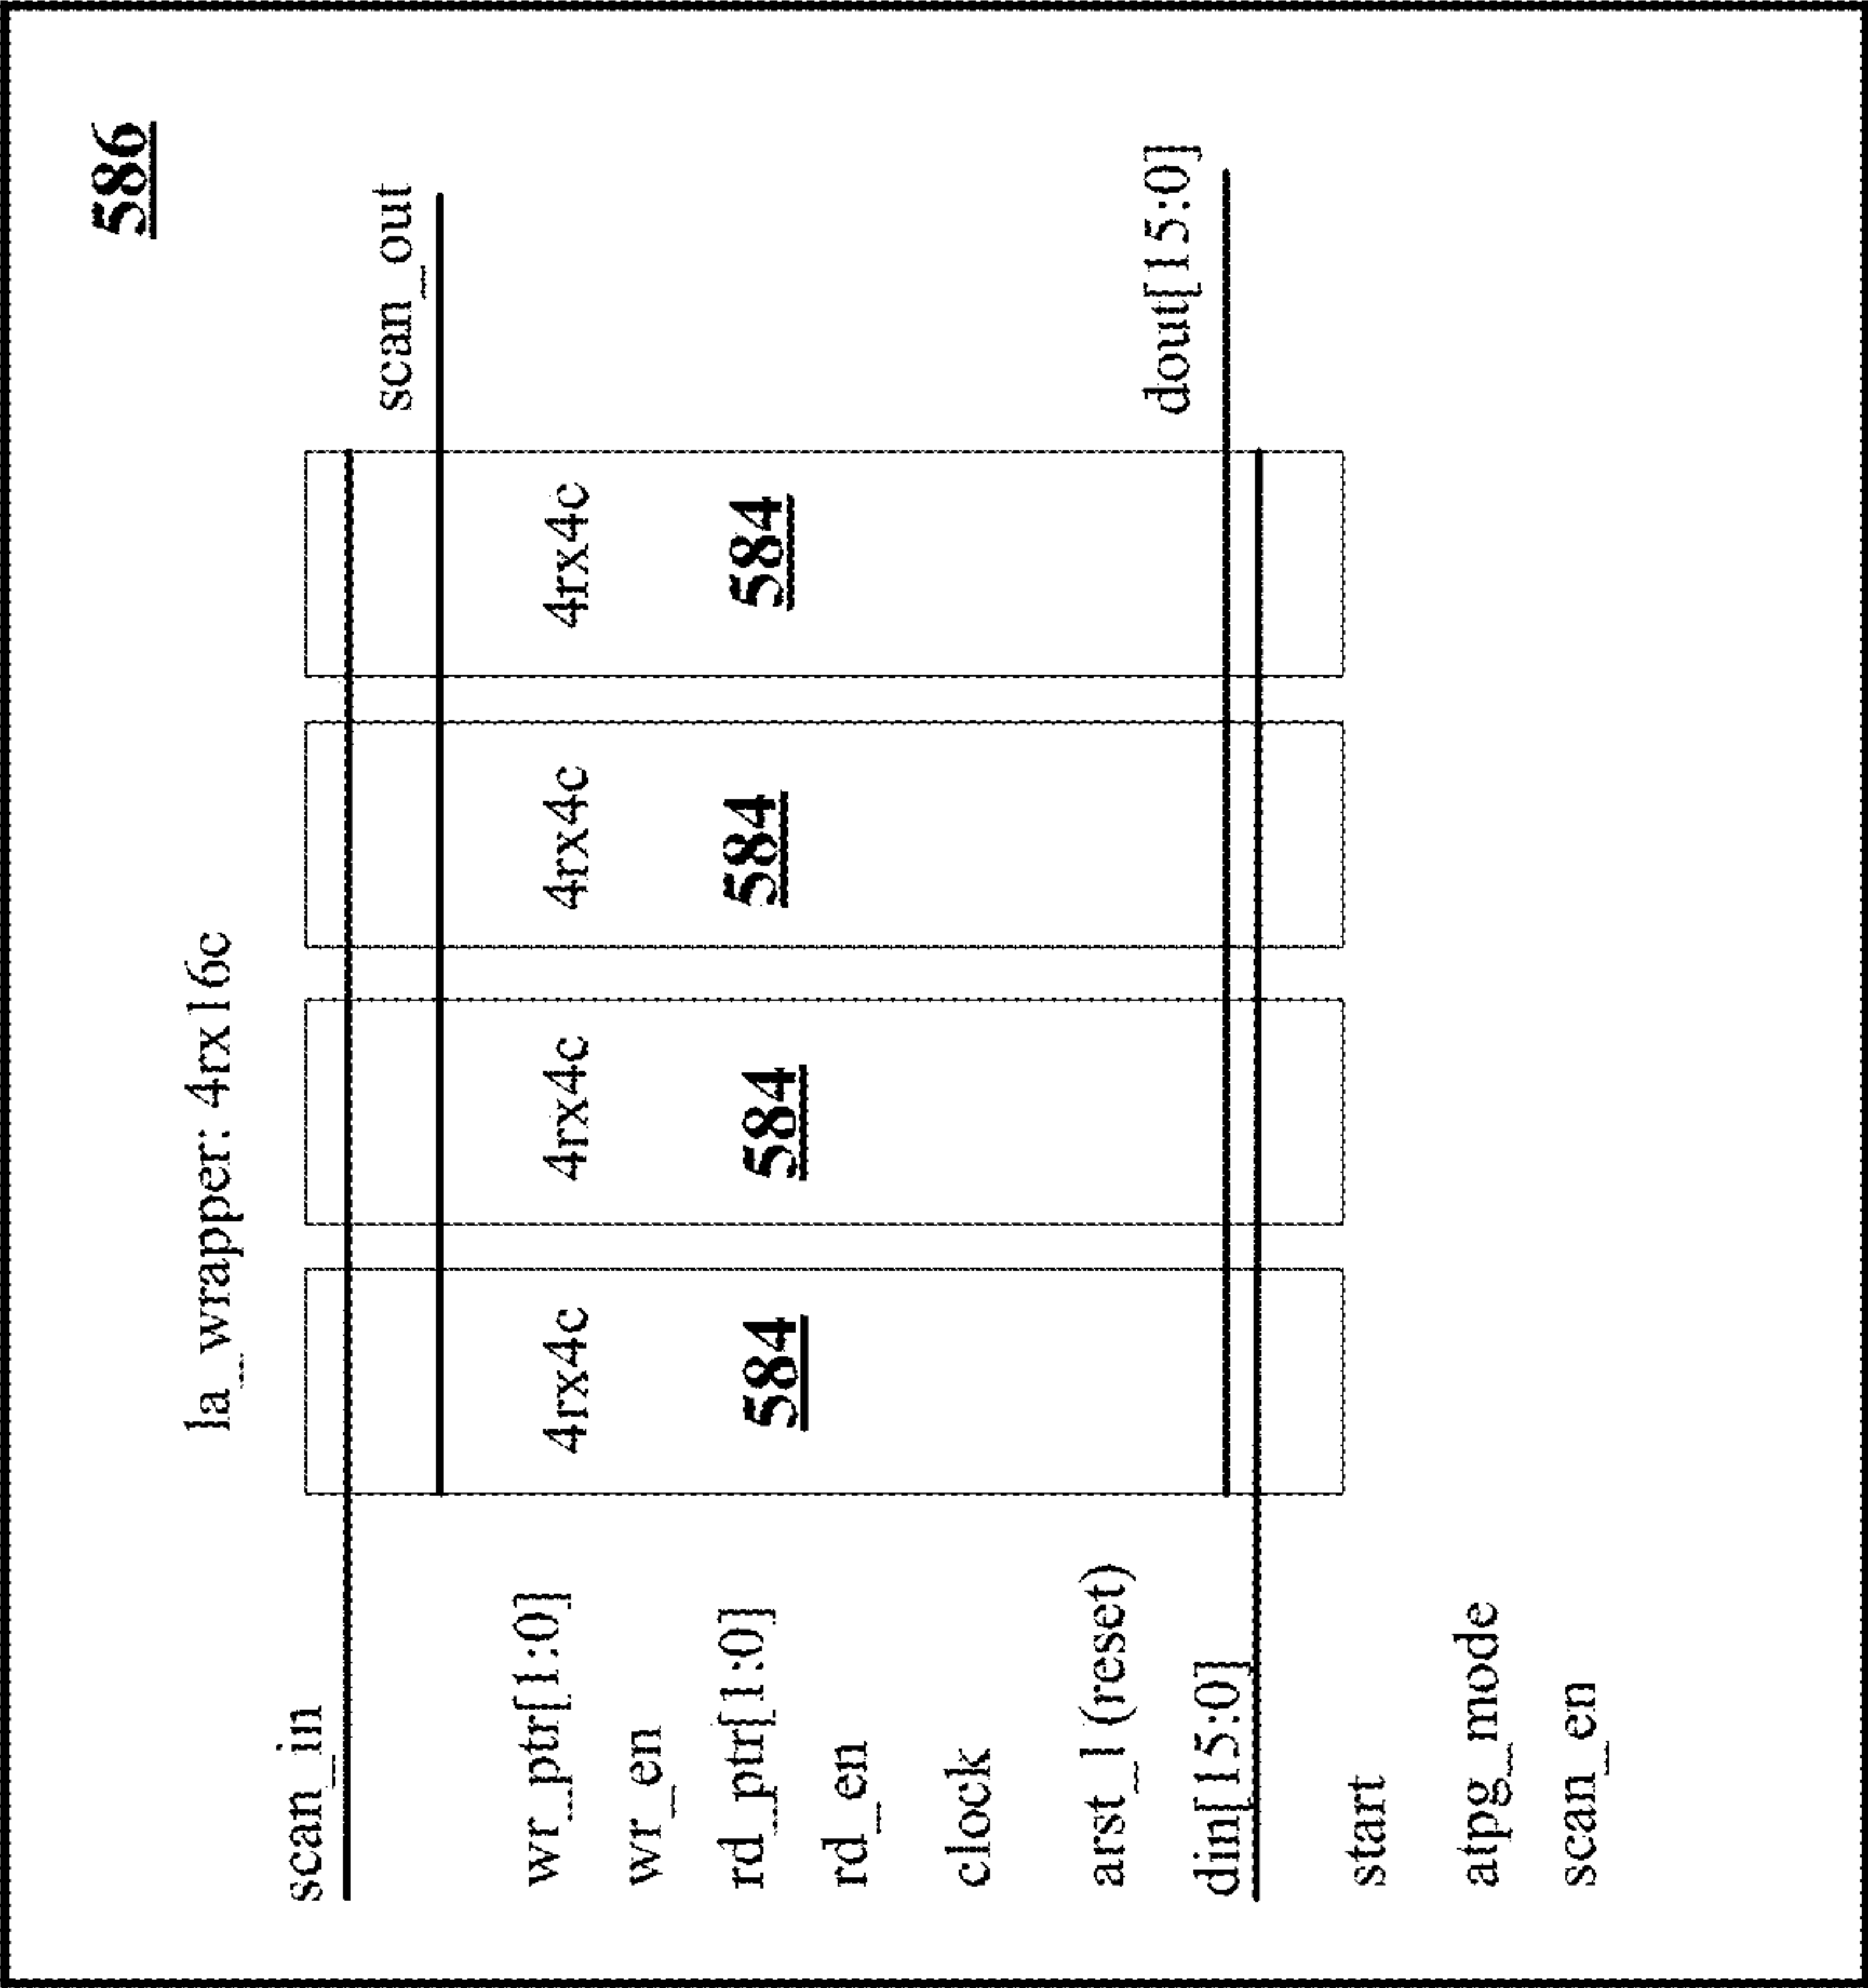 586
la_wrapper: 4rx16c
scan_in
scan_out
wr_ptr[1:0]
4rx4c
4rx4c
4rx4c
4rx4c
wr_en
rd_ptr[1:0]
584
584
584
584
rd_en
clock
arst_l (reset)
dout[15:0]
din[15:0]
start
atpg_mode
scan_en